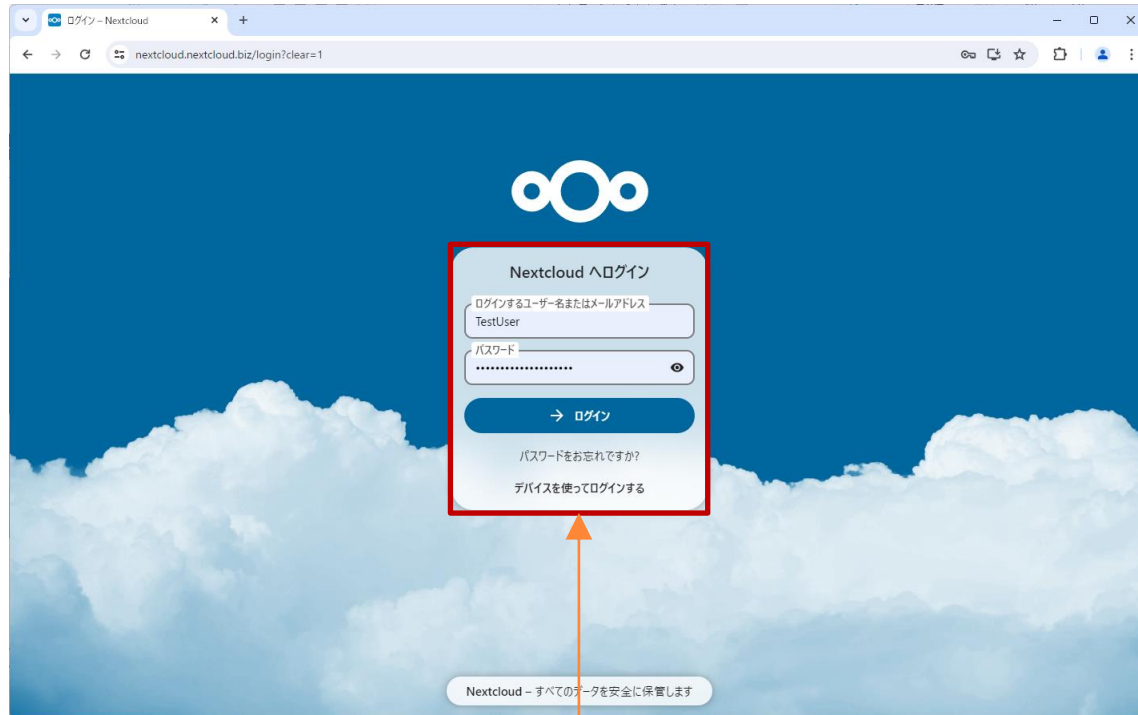 ログイン – Nextcloud
nextcloud.nextcloud.biz/login?clear=1
Nextcloud へログイン
ログインするユーザー名またはメールアドレス
TestUser
パスワード
••••••••••••••••••••
→ ログイン
パスワードをお忘れですか?
デバイスを使ってログインする
Nextcloud – すべてのデータを安全に保管します